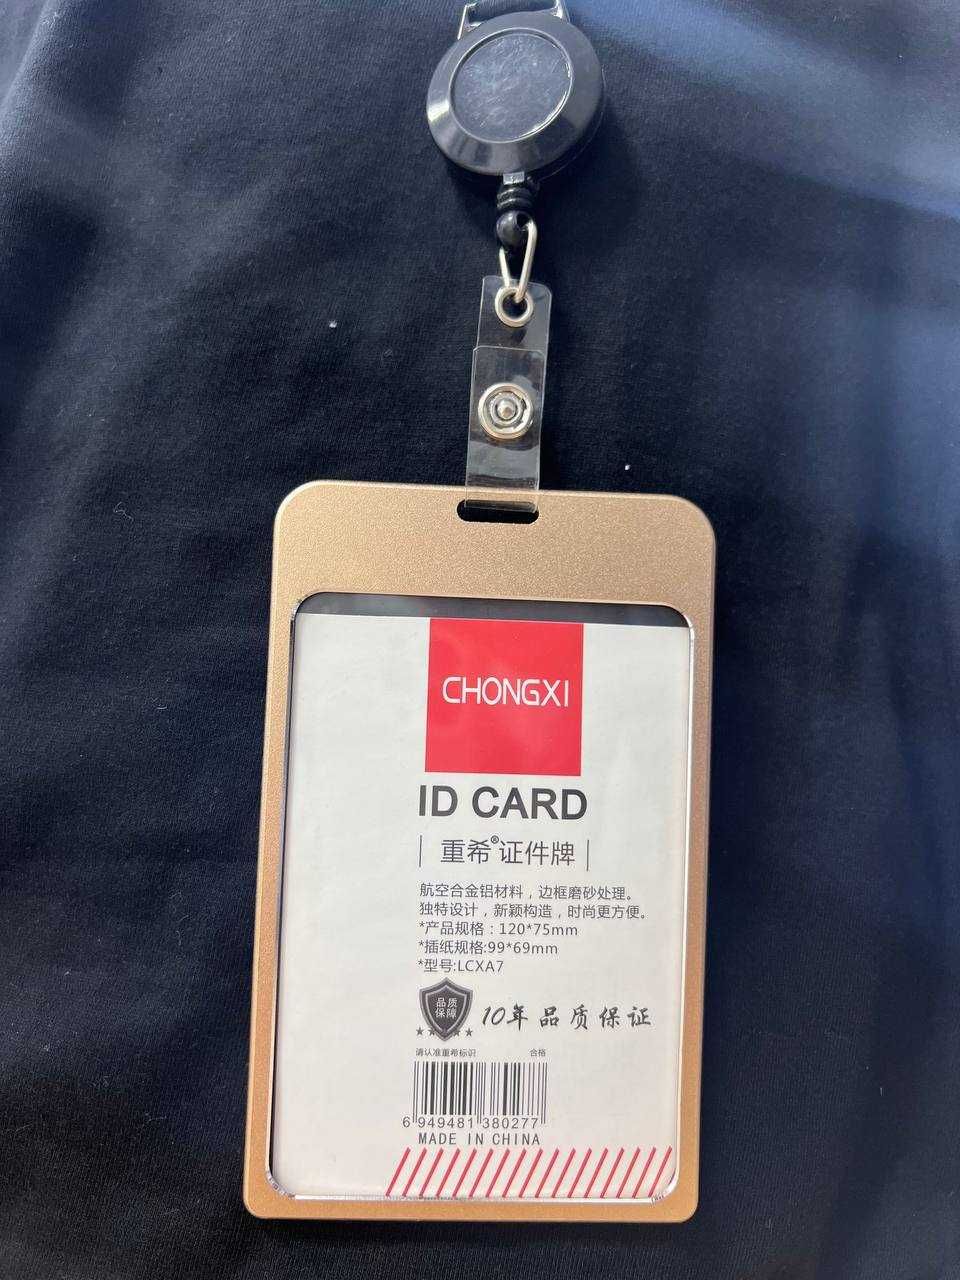 CHONGXI
ID CARD
重希®证件牌
航空合金铝材料，边框磨砂处理。
独特设计，新颖构造，时尚更方便。
*产品规格：120*75mm
*插纸规格:99*69mm
*型号:LCXA7
品质
保障
10年品质保证
请认准重希标识 合格
6 949481 380277
MADE IN CHINA